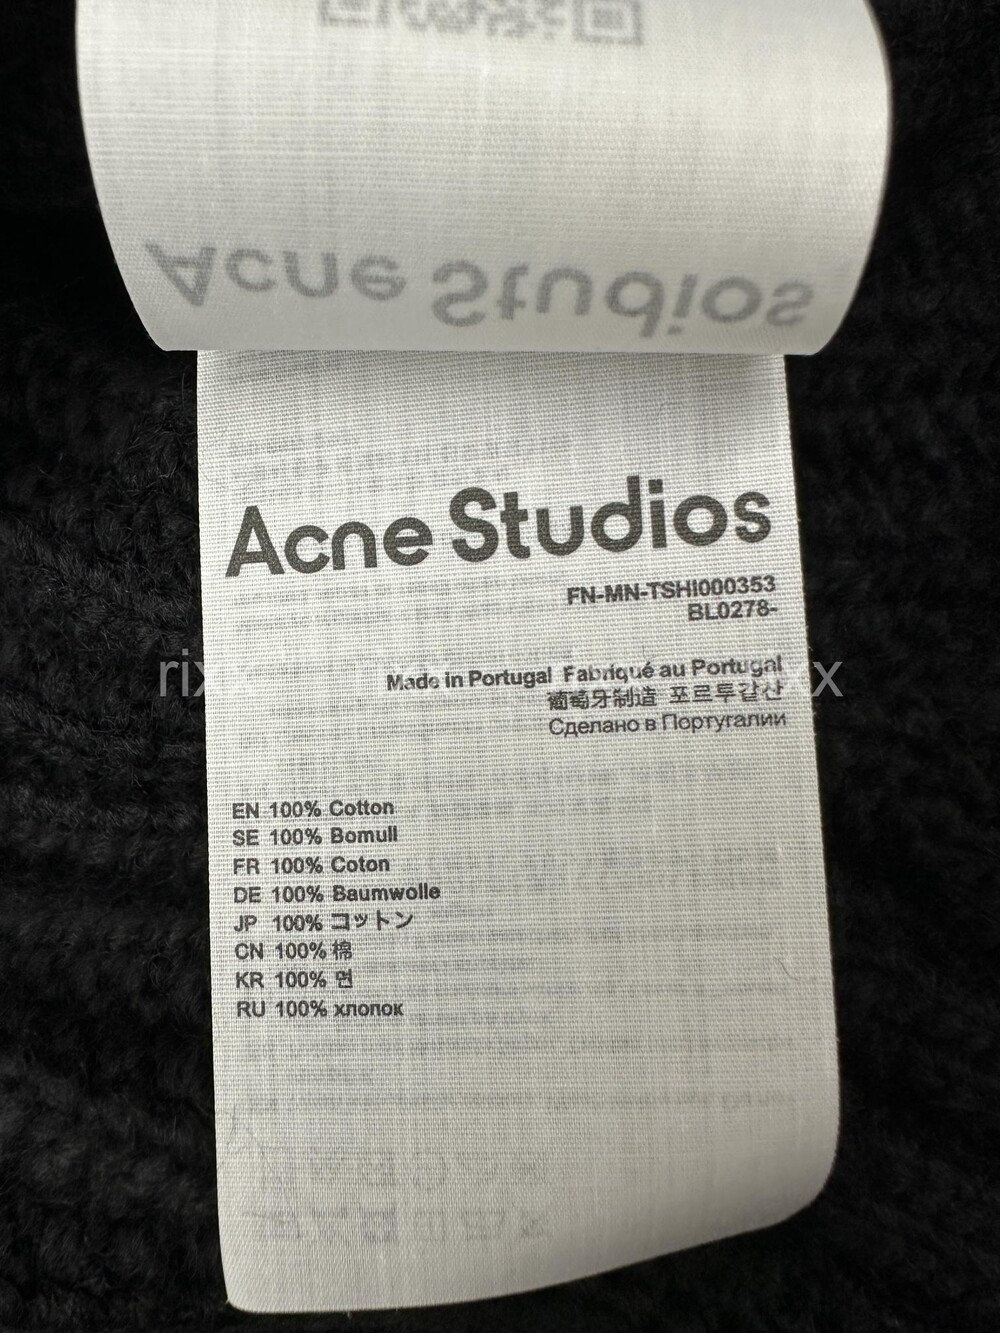 Acne Studios
Acne Studios
FN-MN-TSHI000353
BL0278-
Made in Portugal Fabriqué au Portugal
葡萄牙制造 포르투갈산
Сделано в Португалии
EN 100% Cotton
SE 100% Bomull
FR 100% Coton
DE 100% Baumwolle
JP 100% コットン
CN 100% 棉
KR 100% 면
RU 100% хлопок